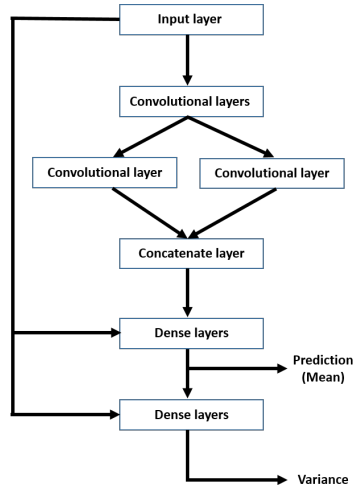 Input layer
Convolutional layers
Convolutional layer
Convolutional layer
Concatenate layer
Dense layers
Prediction
(Mean)
Dense layers
Variance